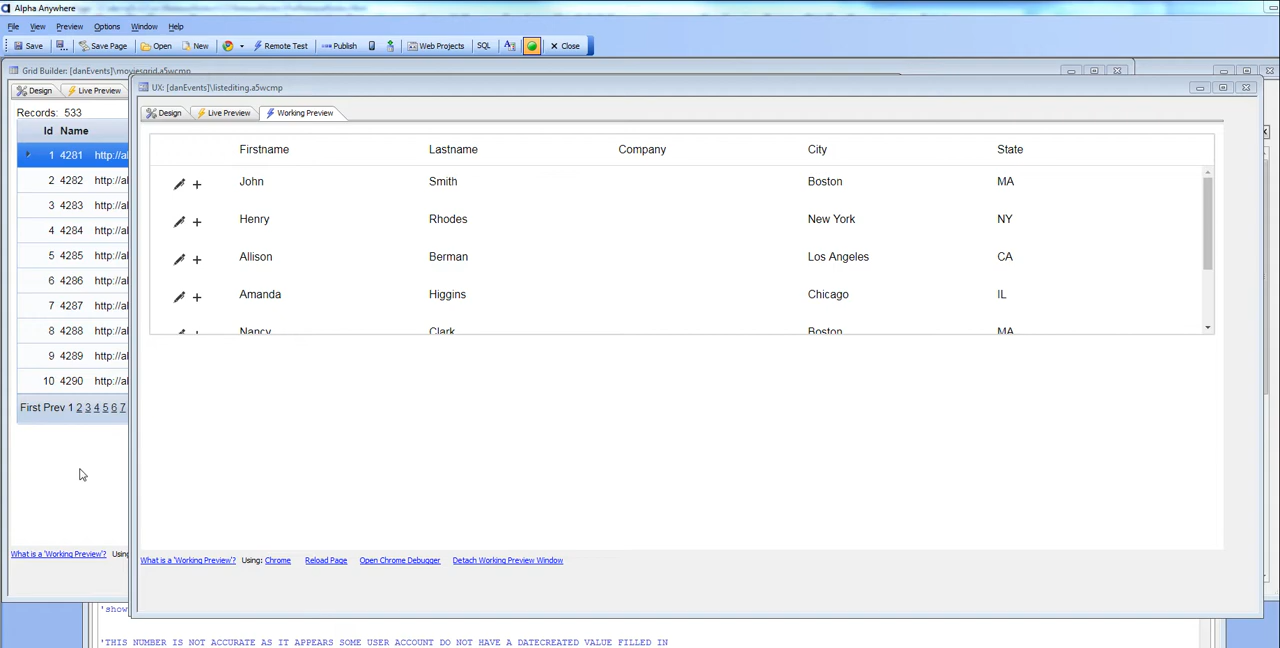 Alpha Anywhere
File View Preview Options Window Help
Save Save Page Open New Remote Test Publish Web Projects SQL Close
Grid Builder: [danEvents]\moviesgrid.a5wcmp
Design Live Preview
Records: 533
Id Name
1 4281 http://al
2 4282 http://al
3 4283 http://al
4 4284 http://al
5 4285 http://al
6 4286 http://al
7 4287 http://al
8 4288 http://al
9 4289 http://al
10 4290 http://al
First Prev 1 2 3 4 5 6 7
What is a 'Working Preview'? Using
UX: [danEvents]\listediting.a5wcmp
Design Live Preview Working Preview
Firstname Lastname Company City State
John Smith Boston MA
Henry Rhodes New York NY
Allison Berman Los Angeles CA
Amanda Higgins Chicago IL
Nancy Clark Boston MA
What is a 'Working Preview'? Using: Chrome Reload Page Open Chrome Debugger Detach Working Preview Window
'show
'THIS NUMBER IS NOT ACCURATE AS IT APPEARS SOME USER ACCOUNT DO NOT HAVE A DATECREATED VALUE FILLED IN